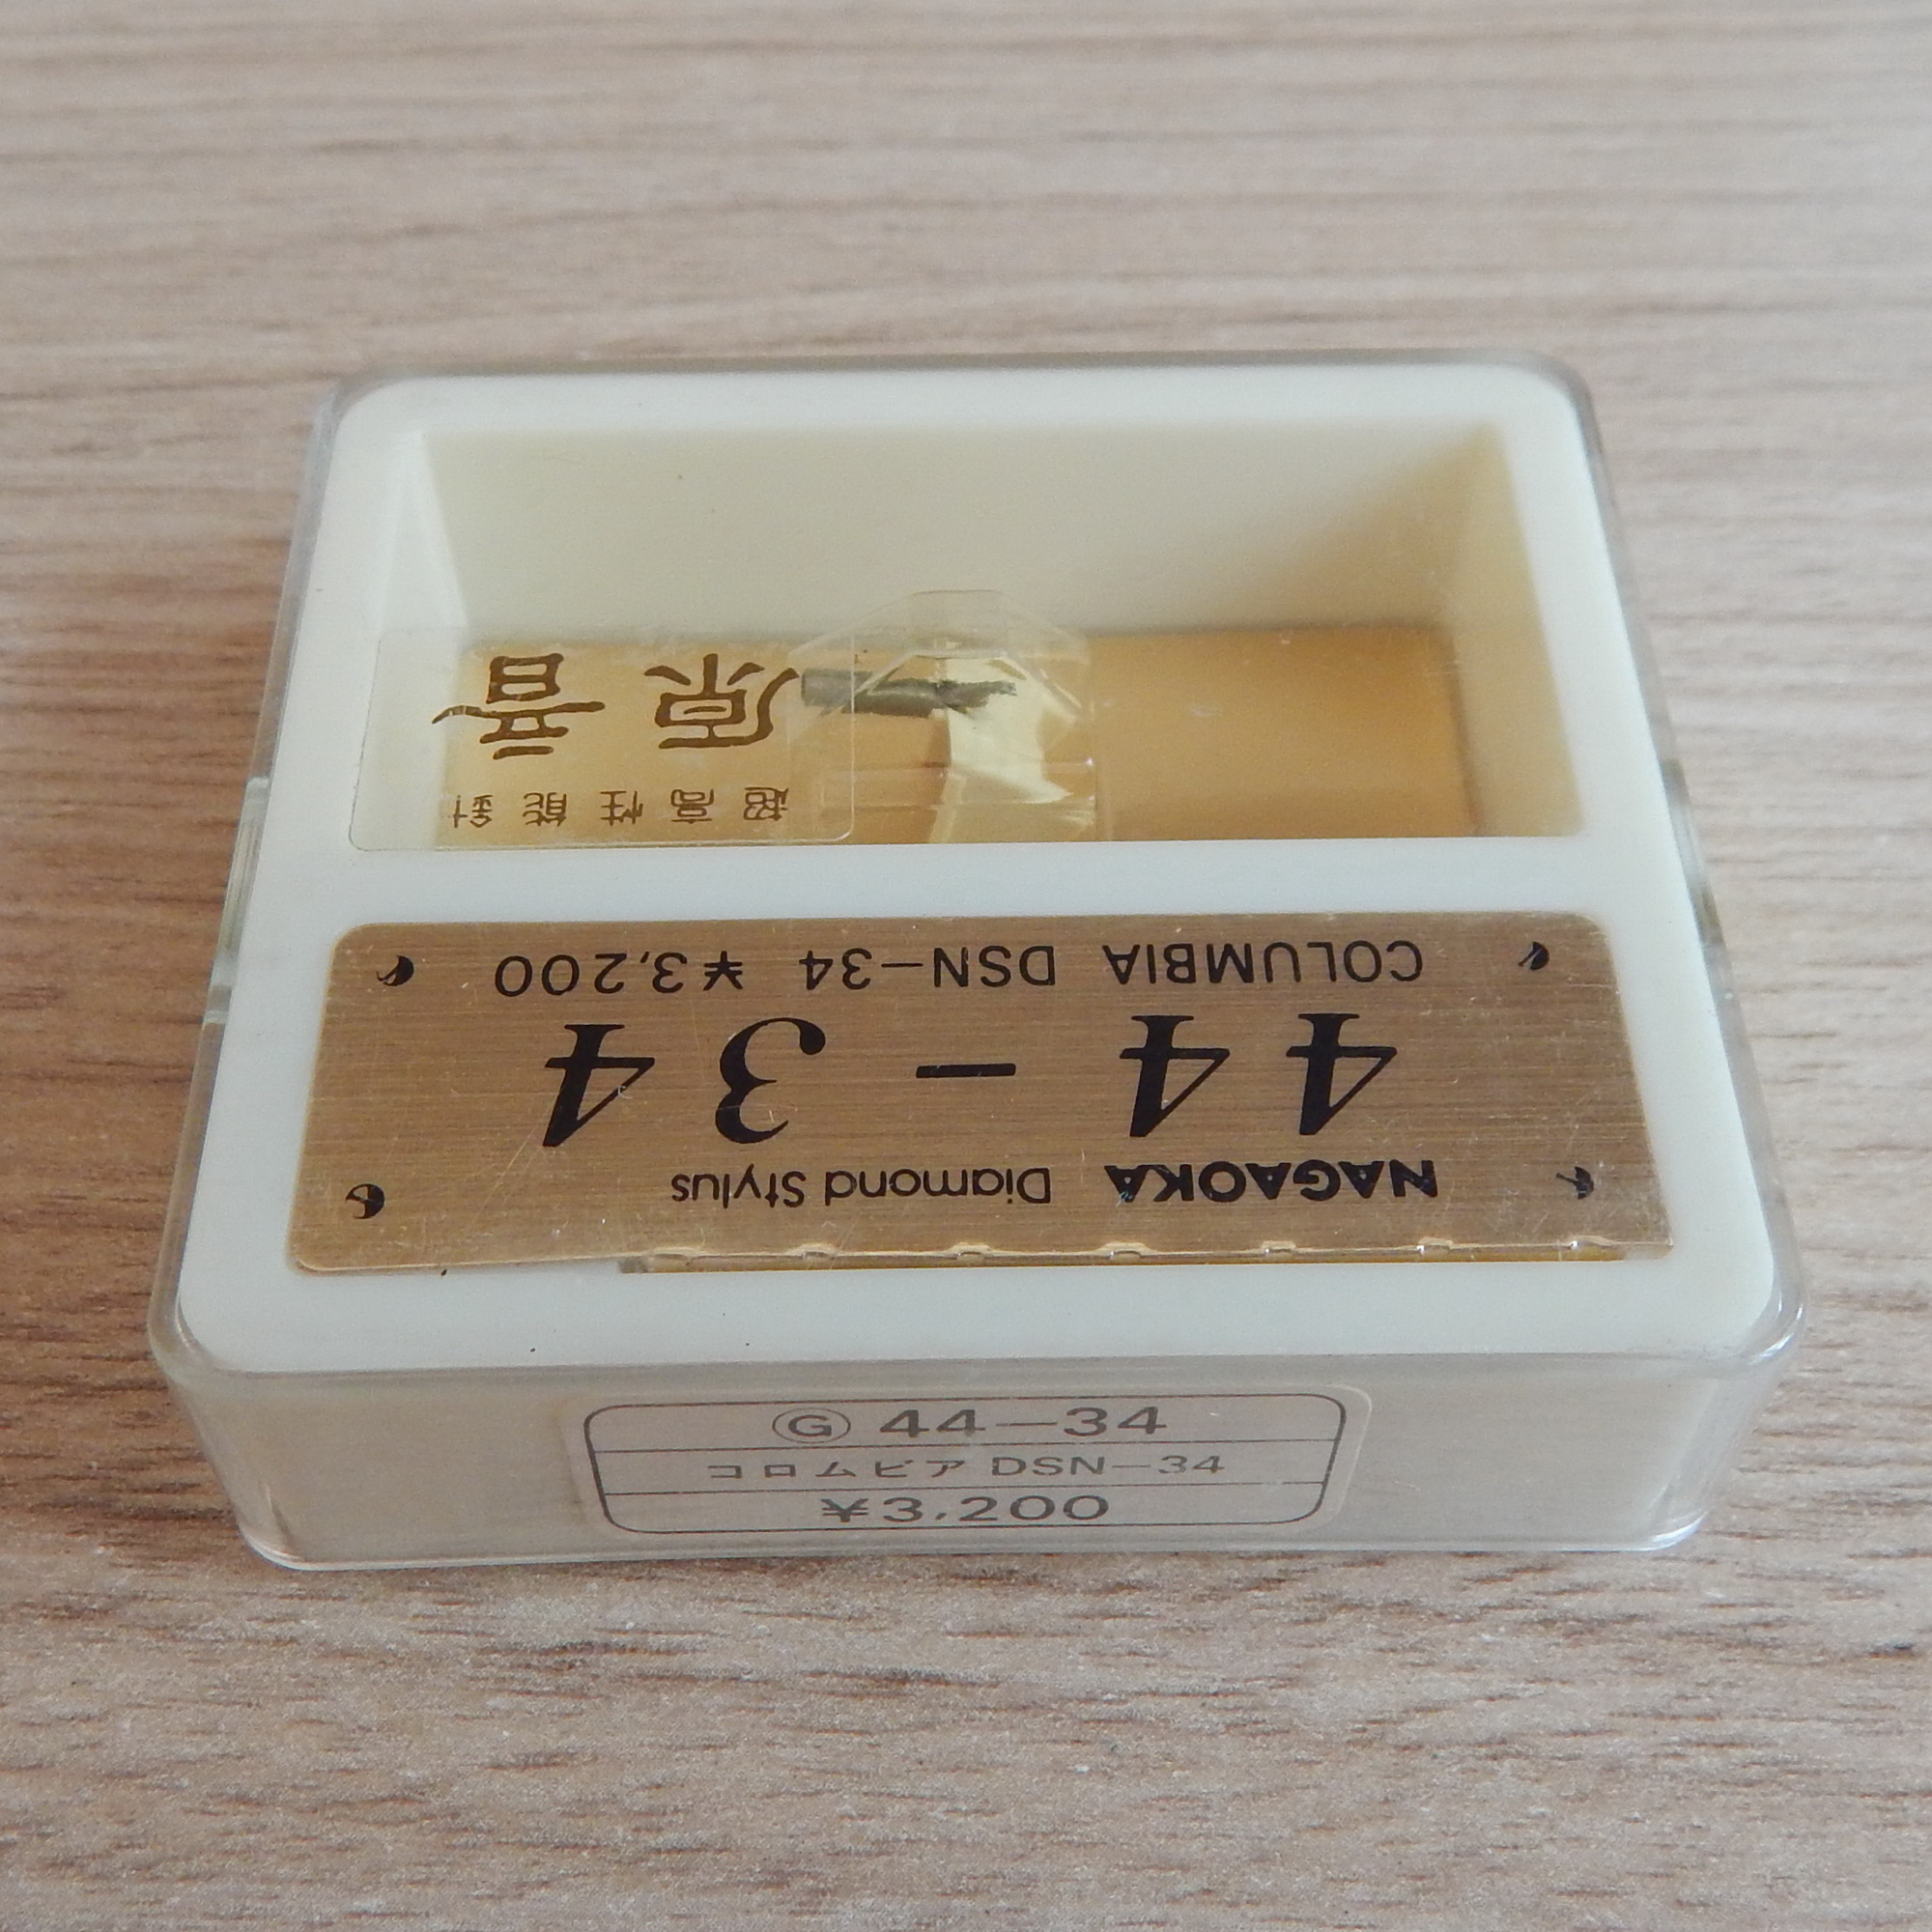 原音
超高性能針
NAGAOKA Diamond Stylus
44-34
COLUMBIA DSN-34 ¥3,200
Ⓖ 44-34
コロムビア DSN-34
¥3,200